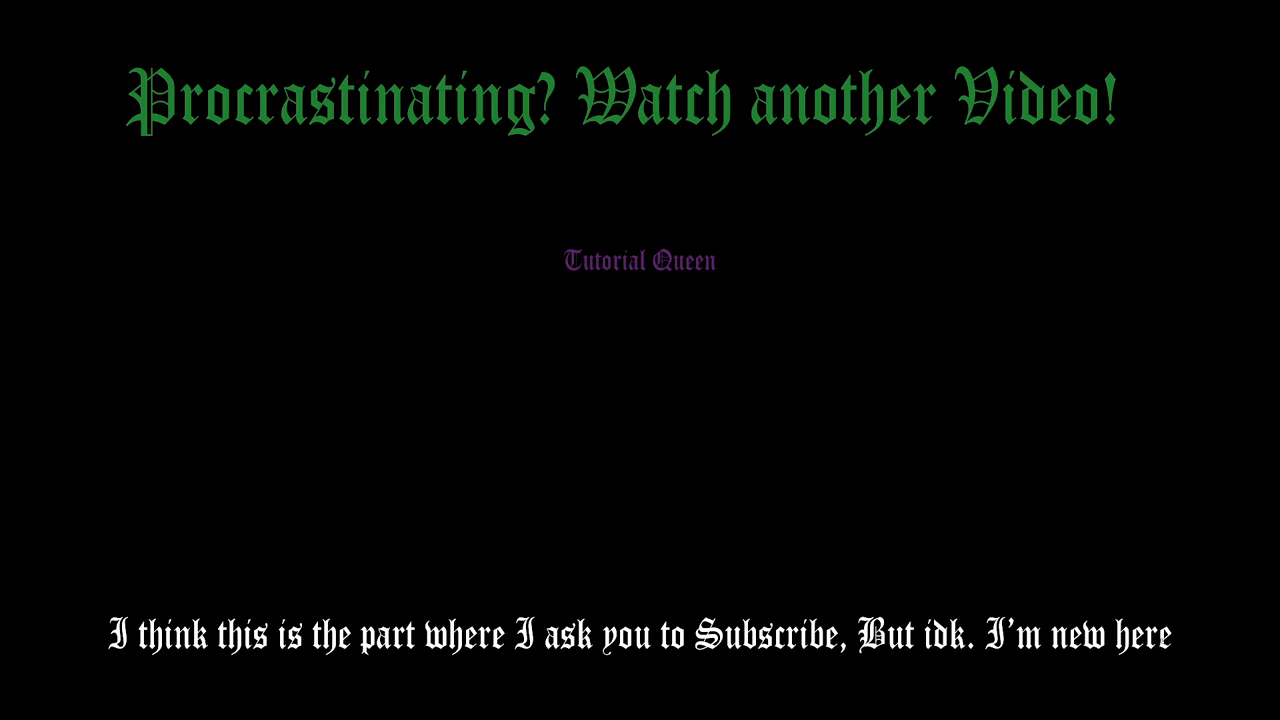 Procrastinating? Watch another Video!
Tutorial Queen
I think this is the part where I ask you to Subscribe, But idk. I'm new here